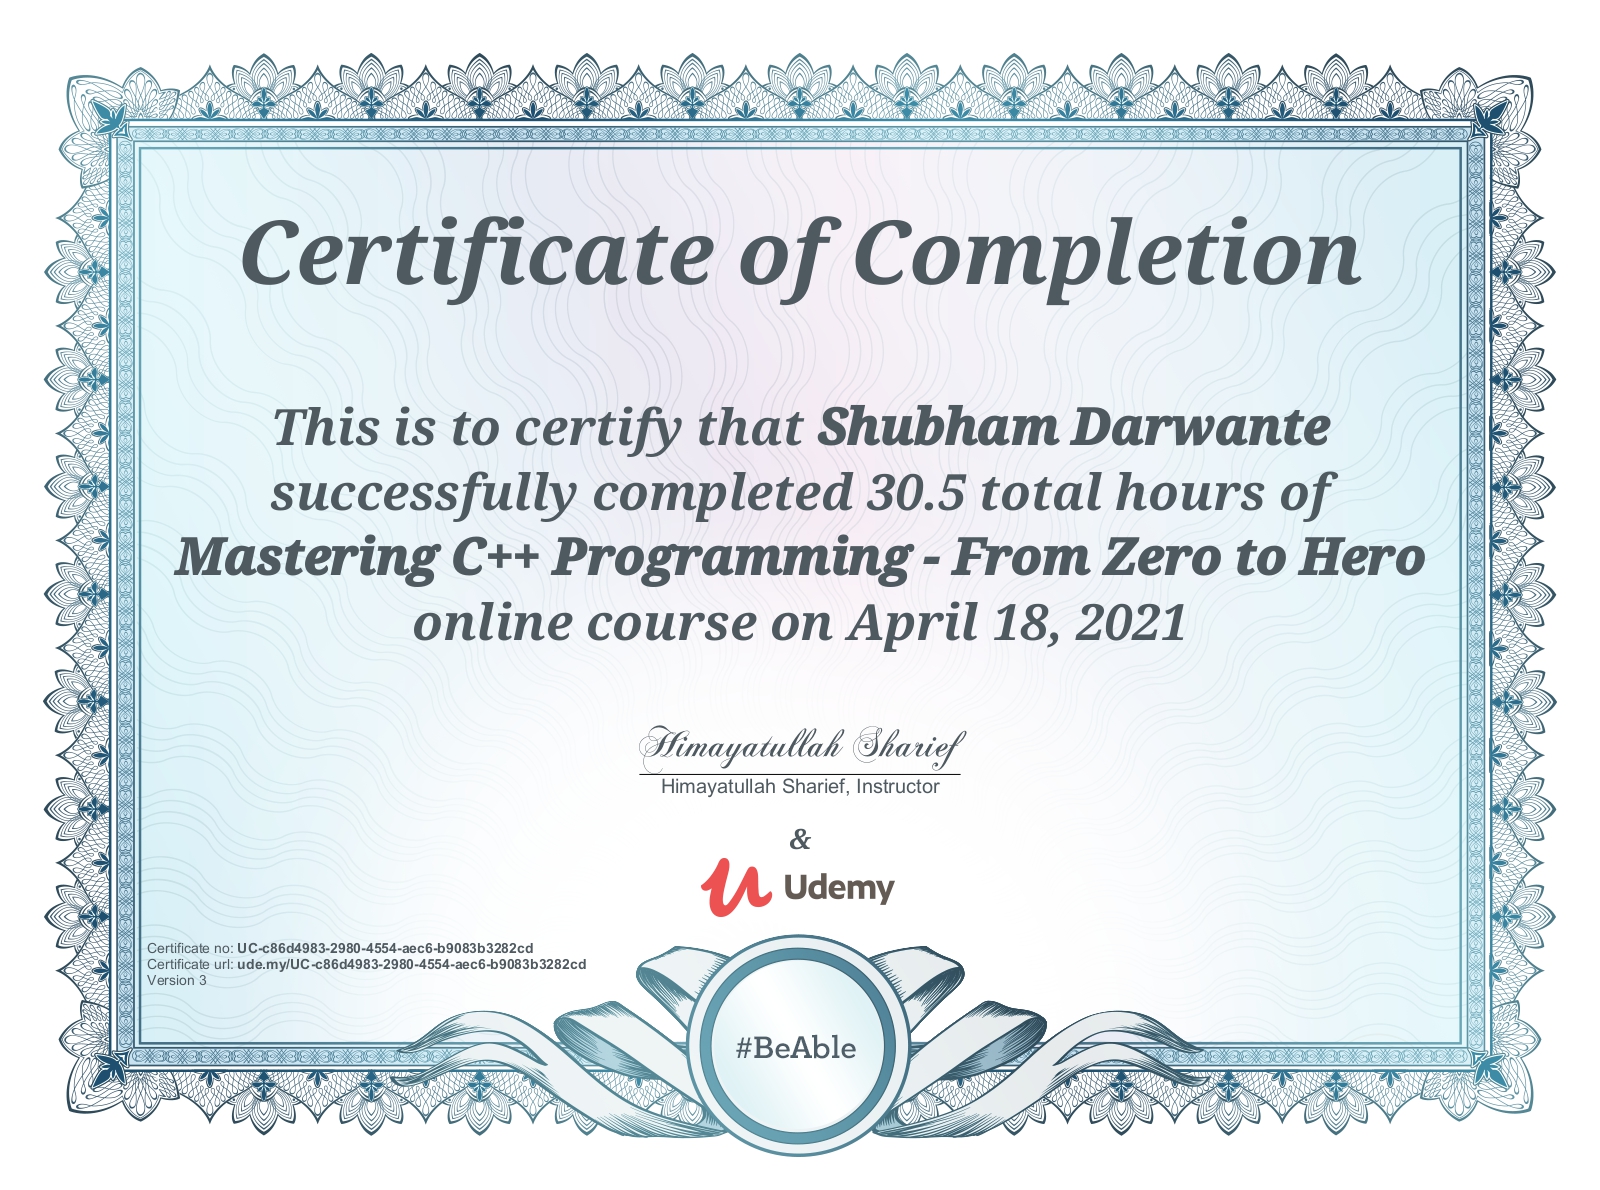 Certificate of Completion
This is to certify that Shubham Darwante
successfully completed 30.5 total hours of
Mastering C++ Programming - From Zero to Hero
online course on April 18, 2021
Himayatullah Sharief
Himayatullah Sharief, Instructor
&
Udemy
Certificate no: UC-c86d4983-2980-4554-aec6-b9083b3282cd
Certificate url: ude.my/UC-c86d4983-2980-4554-aec6-b9083b3282cd
Version 3
#BeAble